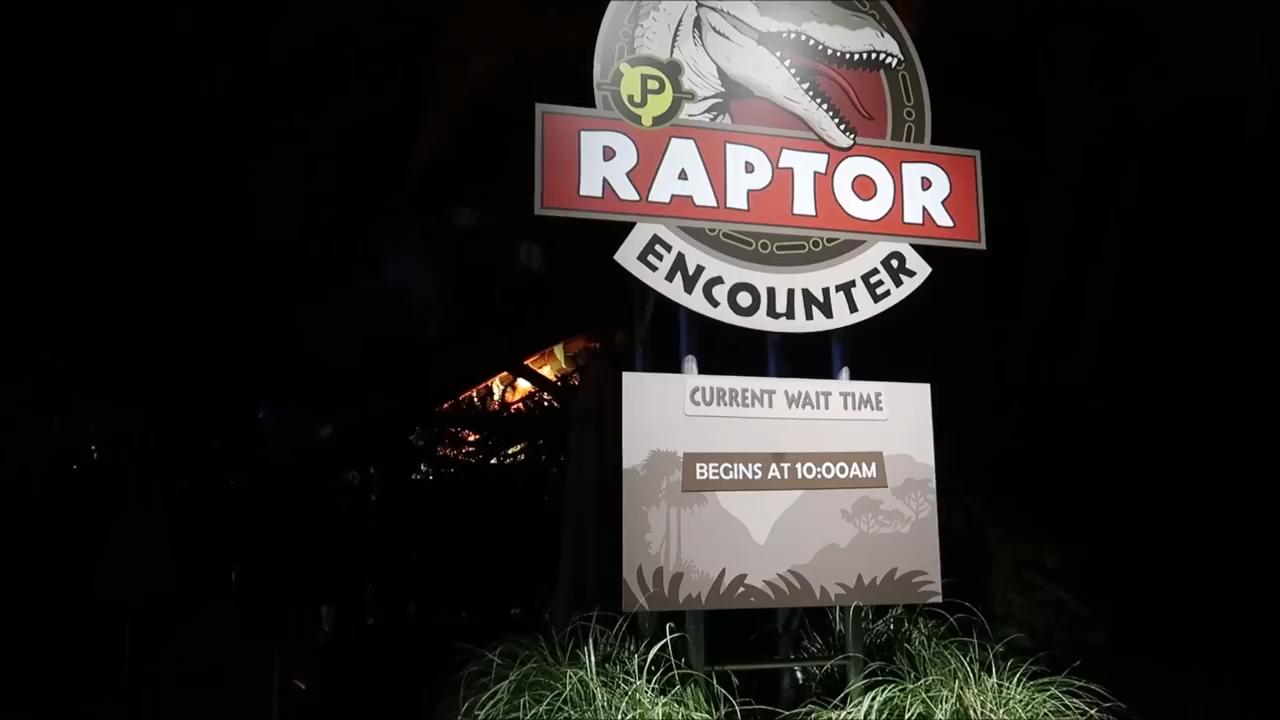 JP
RAPTOR
ENCOUNTER
CURRENT WAIT TIME
BEGINS AT 10:00AM